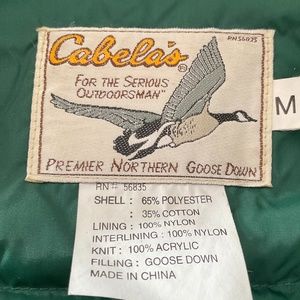 Cabela's®
RN56835
FOR THE SERIOUS
OUTDOORSMAN™
M
PREMIER NORTHERN GOOSE DOWN
RN# 56835
SHELL: 65% POLYESTER
35% COTTON
LINING: 100% NYLON
INTERLINING: 100% NYLON
KNIT: 100% ACRYLIC
FILLING: GOOSE DOWN
MADE IN CHINA